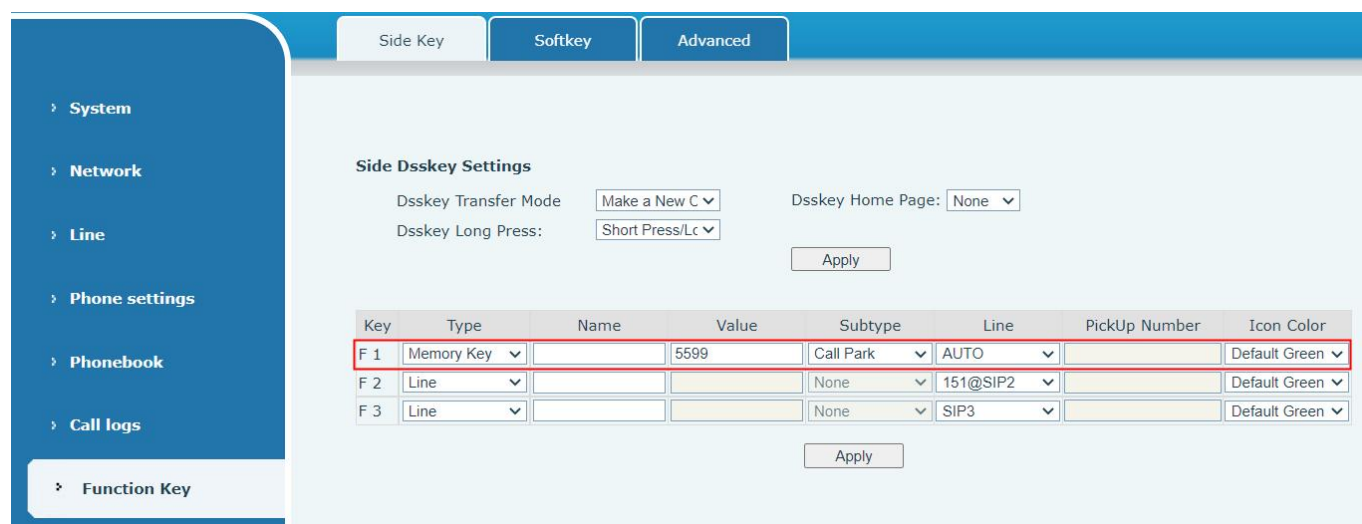 Side Key Softkey Advanced
System
Network
Line
Phone settings
Phonebook
Call logs
Function Key
Side Dsskey Settings
Dsskey Transfer Mode Make a New C Dsskey Home Page: None
Dsskey Long Press: Short Press/Lc
Apply
Key Type Name Value Subtype Line PickUp Number Icon Color
F 1 Memory Key 5599 Call Park AUTO Default Green
F 2 Line None 151@SIP2 Default Green
F 3 Line None SIP3 Default Green
Apply